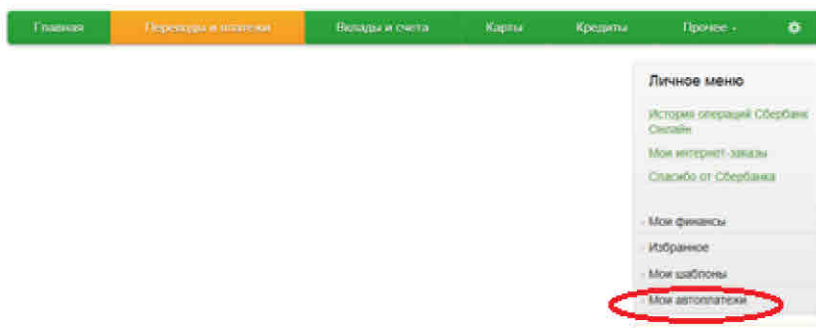 Главная Переводы и платежи Вклады и счета Карты Кредиты Прочее
Личное меню
История операций Сбербанк
Онлайн
Мои интернет-заказы
Спасибо от Сбербанка
Мои финансы
Избранное
Мои шаблоны
Мои автоплатежи